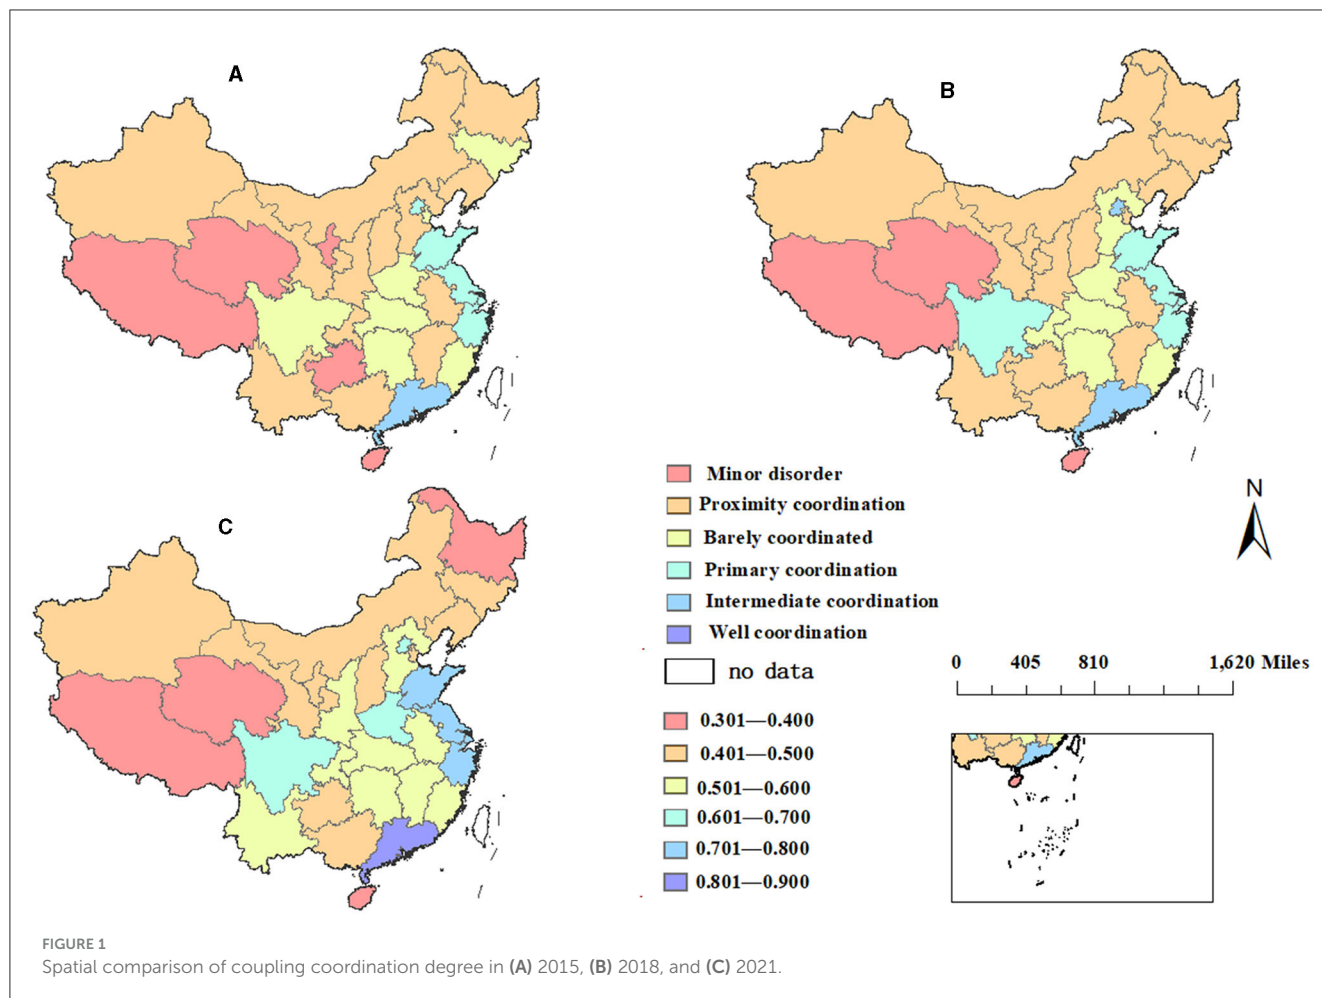 A
B
C
Minor disorder
Proximity coordination
Barely coordinated
Primary coordination
Intermediate coordination
Well coordination
no data
0.301—0.400
0.401—0.500
0.501—0.600
0.601—0.700
0.701—0.800
0.801—0.900
N
0 405 810 1,620 Miles
FIGURE 1
Spatial comparison of coupling coordination degree in (A) 2015, (B) 2018, and (C) 2021.